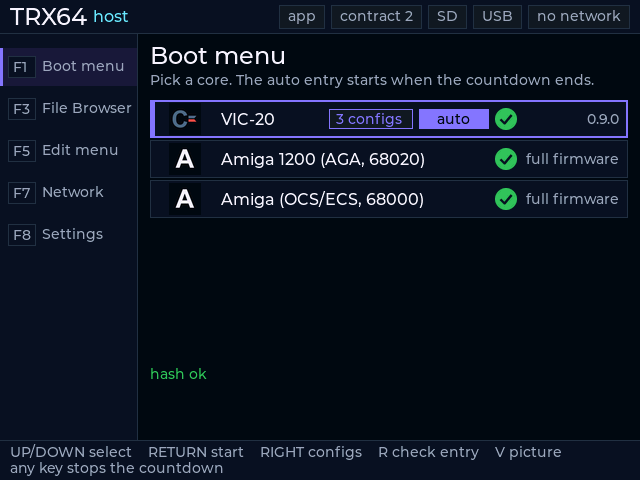 TRX64 host
app contract 2 SD USB no network
F1 Boot menu
F3 File Browser
F5 Edit menu
F7 Network
F8 Settings
Boot menu
Pick a core. The auto entry starts when the countdown ends.
VIC-20 3 configs auto 0.9.0
A Amiga 1200 (AGA, 68020) full firmware
A Amiga (OCS/ECS, 68000) full firmware
hash ok
UP/DOWN select RETURN start RIGHT configs R check entry V picture
any key stops the countdown